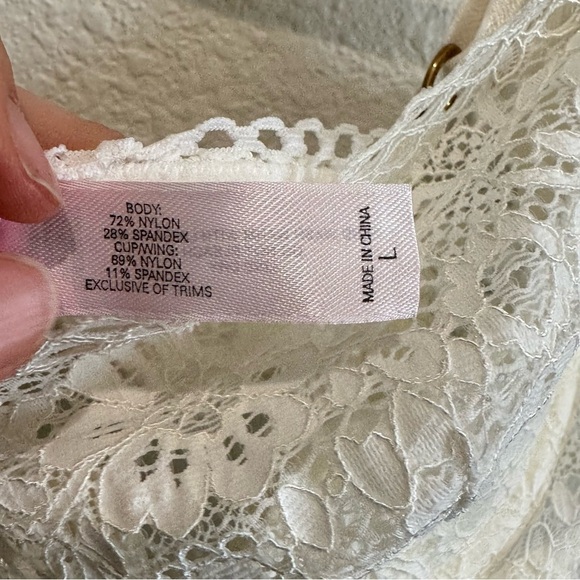 BODY:
72% NYLON
28% SPANDEX
CUP/WING:
89% NYLON
11% SPANDEX
EXCLUSIVE OF TRIMS
MADE IN CHINA
L